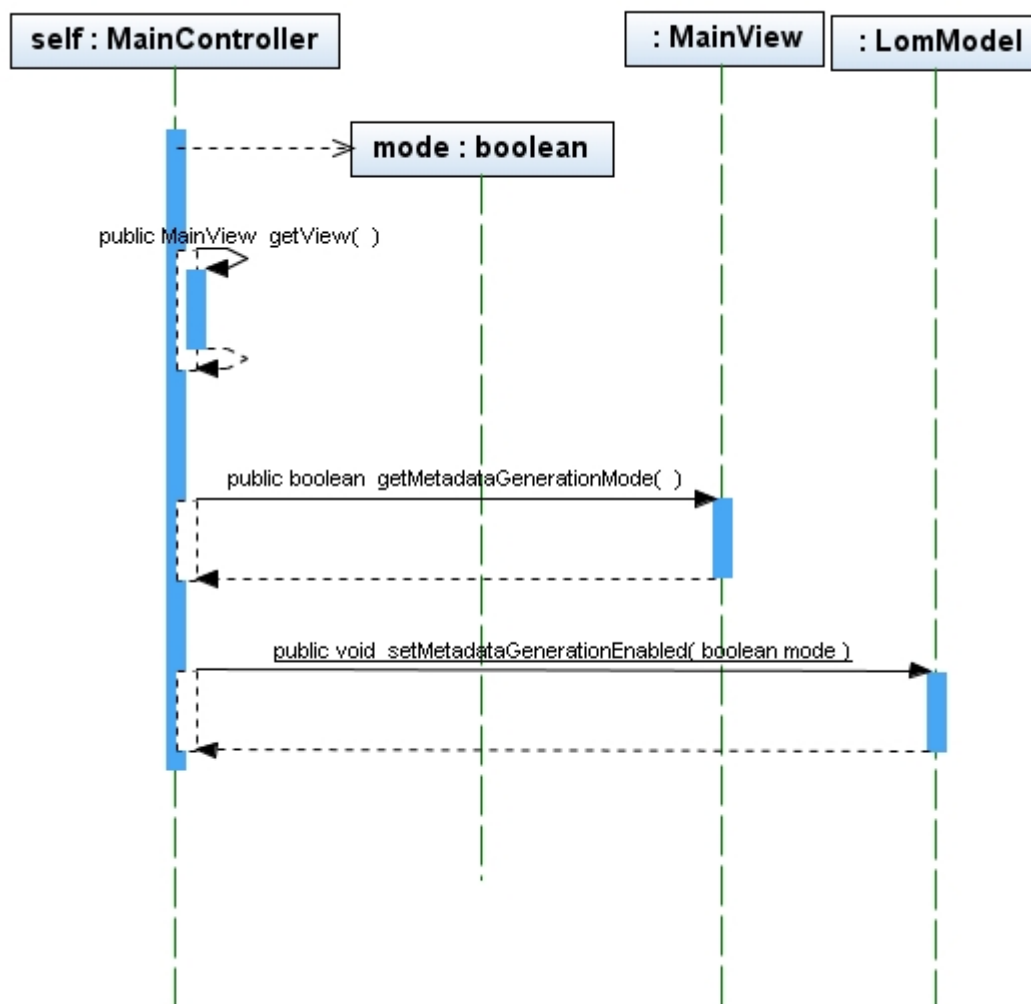 self : MainController
: MainView
: LomModel
mode : boolean
public MainView getView( )
public boolean getMetadataGenerationMode( )
public void setMetadataGenerationEnabled( boolean mode )